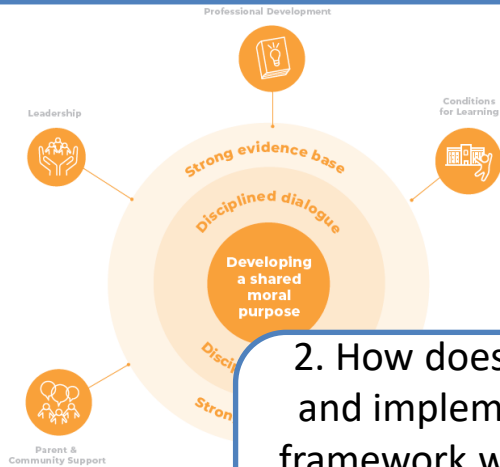 Professional Development
Leadership
Conditions
for Learning
Strong evidence base
Disciplined dialogue
Developing
a shared
moral
purpose
Parent &
Community Support
2. How does
and implem
framework w